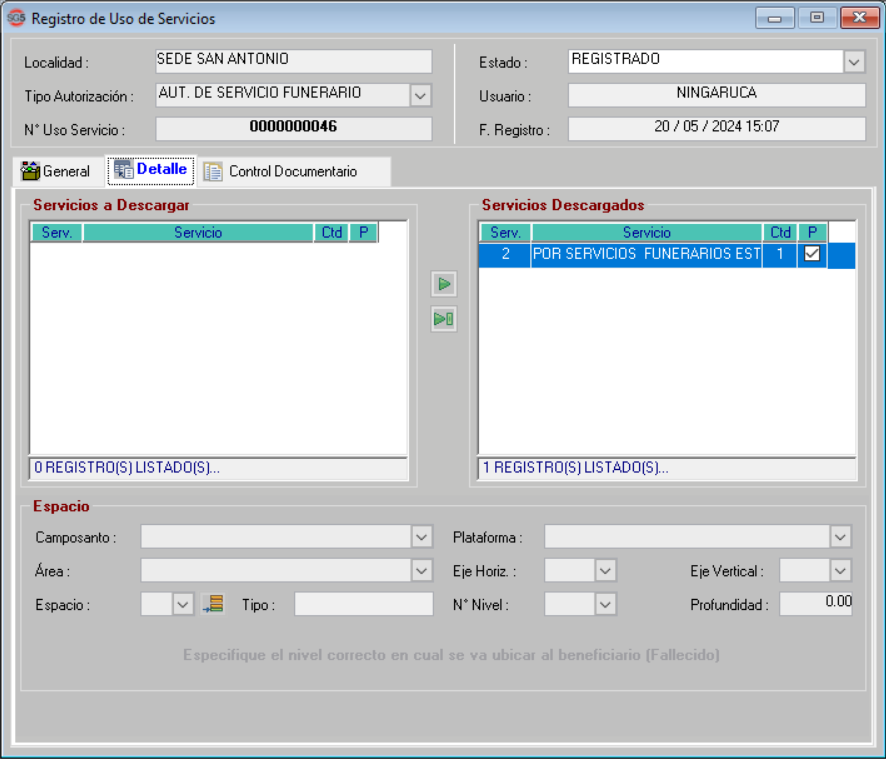 SGS Registro de Uso de Servicios
Localidad : SEDE SAN ANTONIO Estado : REGISTRADO
Tipo Autorización : AUT. DE SERVICIO FUNERARIO Usuario : NINGARUCA
N° Uso Servicio : 0000000046 F. Registro : 20 / 05 / 2024 15:07
General Detalle Control Documentario
Servicios a Descargar Servicios Descargados
Serv. Servicio Ctd P Serv. Servicio Ctd P
2 POR SERVICIOS FUNERARIOS EST 1
0 REGISTRO(S) LISTADO(S)... 1 REGISTRO(S) LISTADO(S)...
Espacio
Camposanto : Plataforma :
Área : Eje Horiz. : Eje Vertical :
Espacio : Tipo : N° Nivel : Profundidad : 0.00
Especifique el nivel correcto en cual se va ubicar al beneficiario (Fallecido)